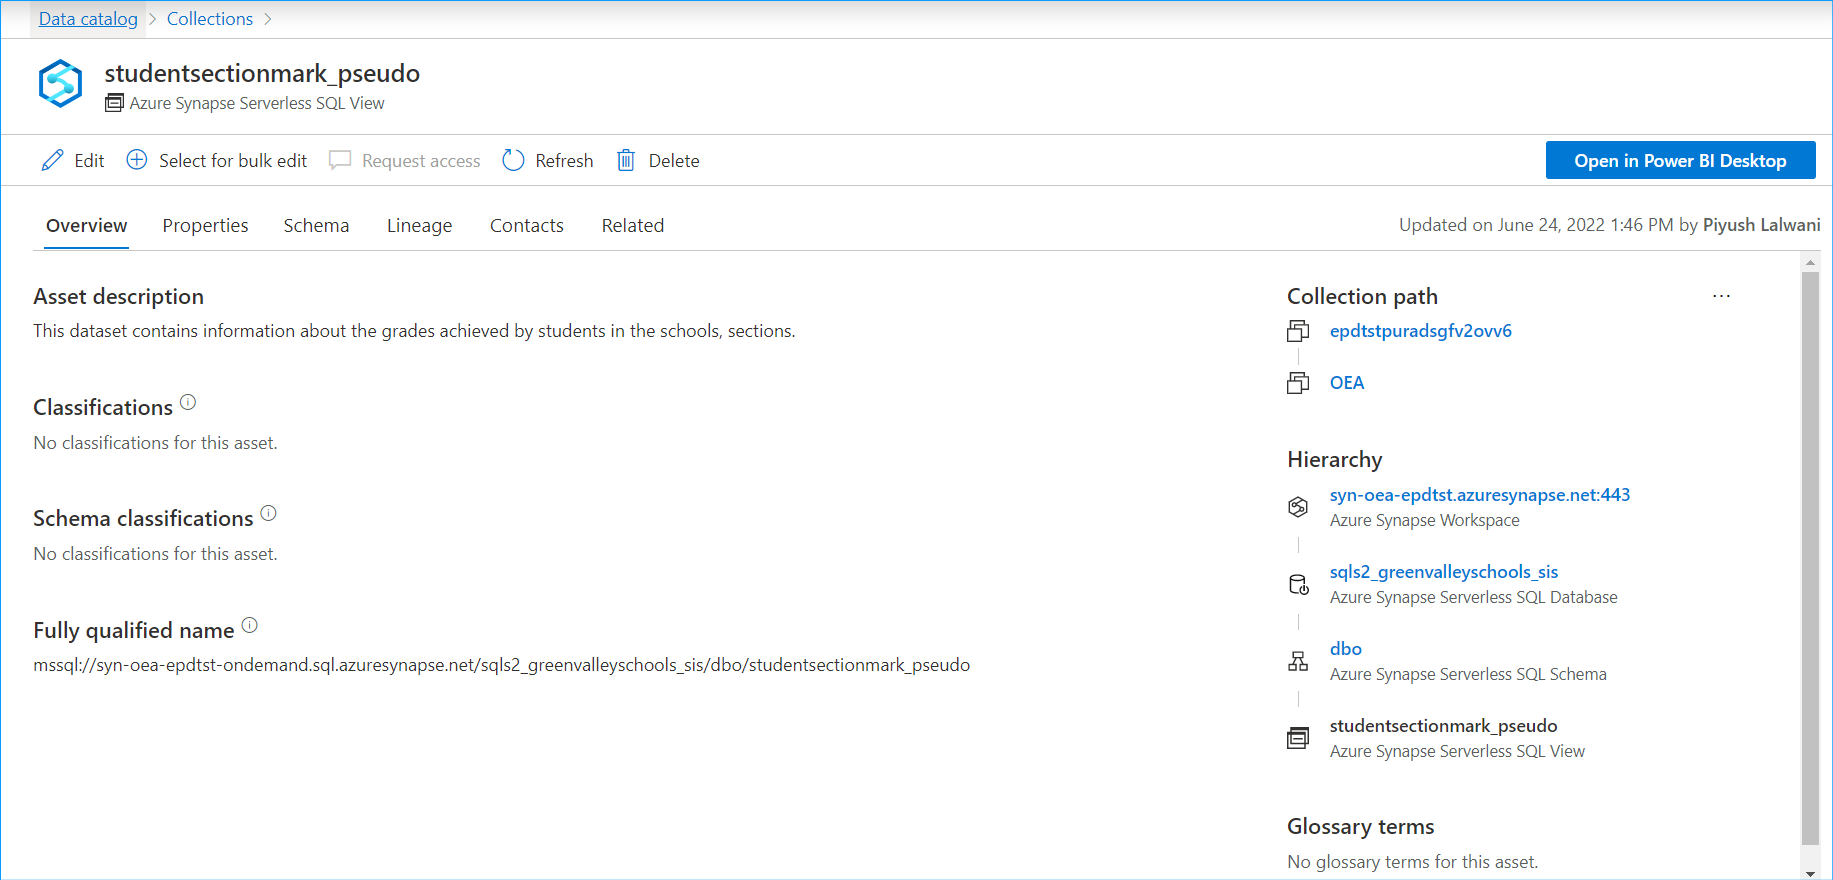 Data catalog > Collections >
studentsectionmark_pseudo
Azure Synapse Serverless SQL View
Edit Select for bulk edit Request access Refresh Delete Open in Power BI Desktop
Overview Properties Schema Lineage Contacts Related Updated on June 24, 2022 1:46 PM by Piyush Lalwani
Asset description
This dataset contains information about the grades achieved by students in the schools, sections.
Classifications
No classifications for this asset.
Schema classifications
No classifications for this asset.
Fully qualified name
mssql://syn-oea-epdtst-ondemand.sql.azuresynapse.net/sqls2_greenvalleyschools_sis/dbo/studentsectionmark_pseudo
Collection path ...
epdtstpuradsgfv2ovv6
OEA
Hierarchy
syn-oea-epdtst.azuresynapse.net:443
Azure Synapse Workspace
sqls2_greenvalleyschools_sis
Azure Synapse Serverless SQL Database
dbo
Azure Synapse Serverless SQL Schema
studentsectionmark_pseudo
Azure Synapse Serverless SQL View
Glossary terms
No glossary terms for this asset.